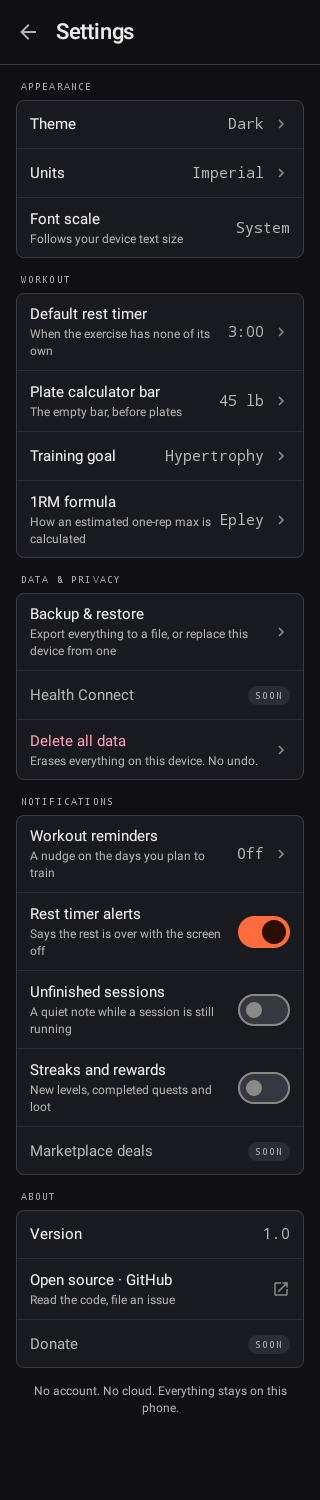 Settings
APPEARANCE
Theme
Dark
Units
Imperial
Font scale
Follows your device text size
System
WORKOUT
Default rest timer
When the exercise has none of its
own
3:00
Plate calculator bar
The empty bar, before plates
45 lb
Training goal
Hypertrophy
1RM formula
How an estimated one-rep max is
calculated
Epley
DATA & PRIVACY
Backup & restore
Export everything to a file, or replace this
device from one
Health Connect
SOON
Delete all data
Erases everything on this device. No undo.
NOTIFICATIONS
Workout reminders
A nudge on the days you plan to
train
Off
Rest timer alerts
Says the rest is over with the screen
off
Unfinished sessions
A quiet note while a session is still
running
Streaks and rewards
New levels, completed quests and
loot
Marketplace deals
SOON
ABOUT
Version
1.0
Open source · GitHub
Read the code, file an issue
Donate
SOON
No account. No cloud. Everything stays on this
phone.